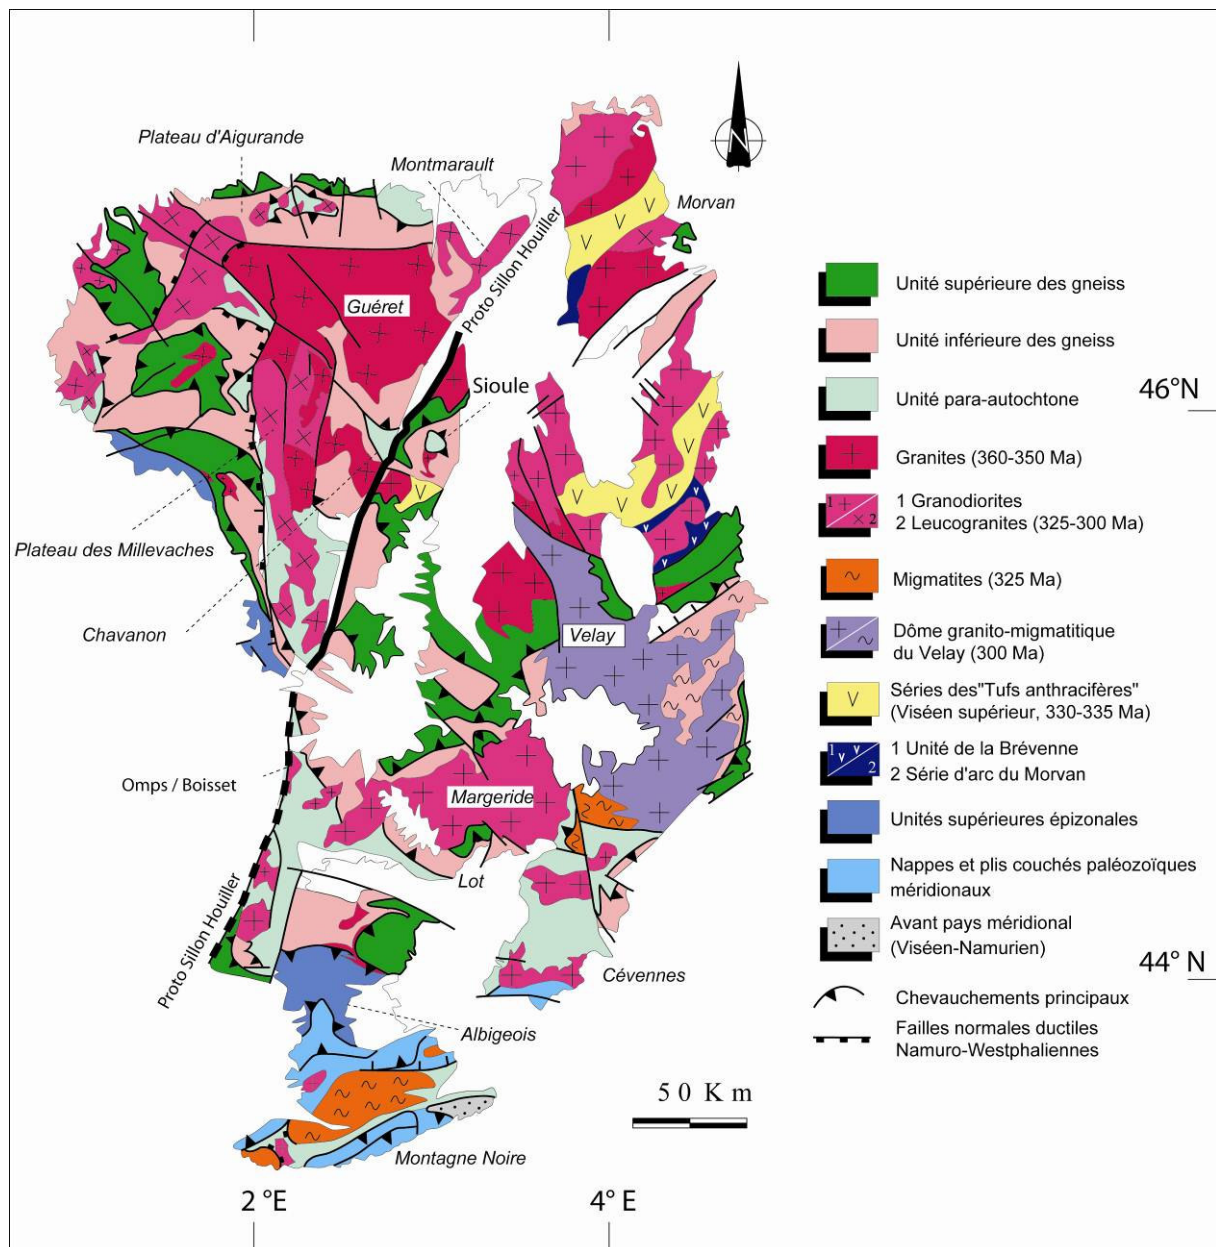 Plateau d'Aigurande
Montmarault
N
Morvan
Proto Sillon Houiller
Guéret
Sioule
Plateau des Millevaches
Chavanon
Velay
Omps / Boisset
Margeride
Lot
Proto Sillon Houiller
Cévennes
Albigeois
Montagne Noire
50 Km
2 °E
4° E
46°N
44° N
Unité supérieure des gneiss
Unité inférieure des gneiss
Unité para-autochtone
Granites (360-350 Ma)
1
2
1 Granodiorites
2 Leucogranites (325-300 Ma)
Migmatites (325 Ma)
Dôme granito-migmatitique
du Velay (300 Ma)
Séries des"Tufs anthracifères"
(Viséen supérieur, 330-335 Ma)
1
2
1 Unité de la Brévenne
2 Série d'arc du Morvan
Unités supérieures épizonales
Nappes et plis couchés paléozoïques
méridionaux
Avant pays méridional
(Viséen-Namurien)
Chevauchements principaux
Failles normales ductiles
Namuro-Westphaliennes